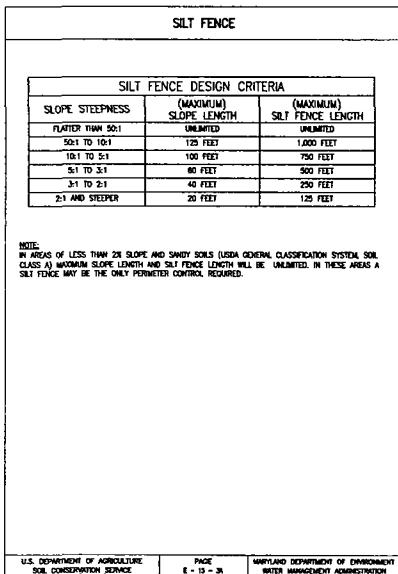 SILT FENCE
SILT FENCE DESIGN CRITERIA
SLOPE STEEPNESS (MAXIMUM) SLOPE LENGTH (MAXIMUM) SILT FENCE LENGTH
FLATTER THAN 50:1 UNLIMITED UNLIMITED
50:1 TO 10:1 125 FEET 1,000 FEET
10:1 TO 5:1 100 FEET 750 FEET
5:1 TO 3:1 60 FEET 500 FEET
3:1 TO 2:1 40 FEET 250 FEET
2:1 AND STEEPER 20 FEET 125 FEET
NOTE:
IN AREAS OF LESS THAN 2% SLOPE AND SANDY SOILS (USDA GENERAL CLASSIFICATION SYSTEM, SOIL
CLASS A) MAXIMUM SLOPE LENGTH AND SILT FENCE LENGTH WILL BE UNLIMITED. IN THESE AREAS A
SILT FENCE MAY BE THE ONLY PERIMETER CONTROL REQUIRED.
U.S. DEPARTMENT OF AGRICULTURE PAGE MARYLAND DEPARTMENT OF ENVIRONMENT
SOIL CONSERVATION SERVICE E - 15 - 3A WATER MANAGEMENT ADMINISTRATION